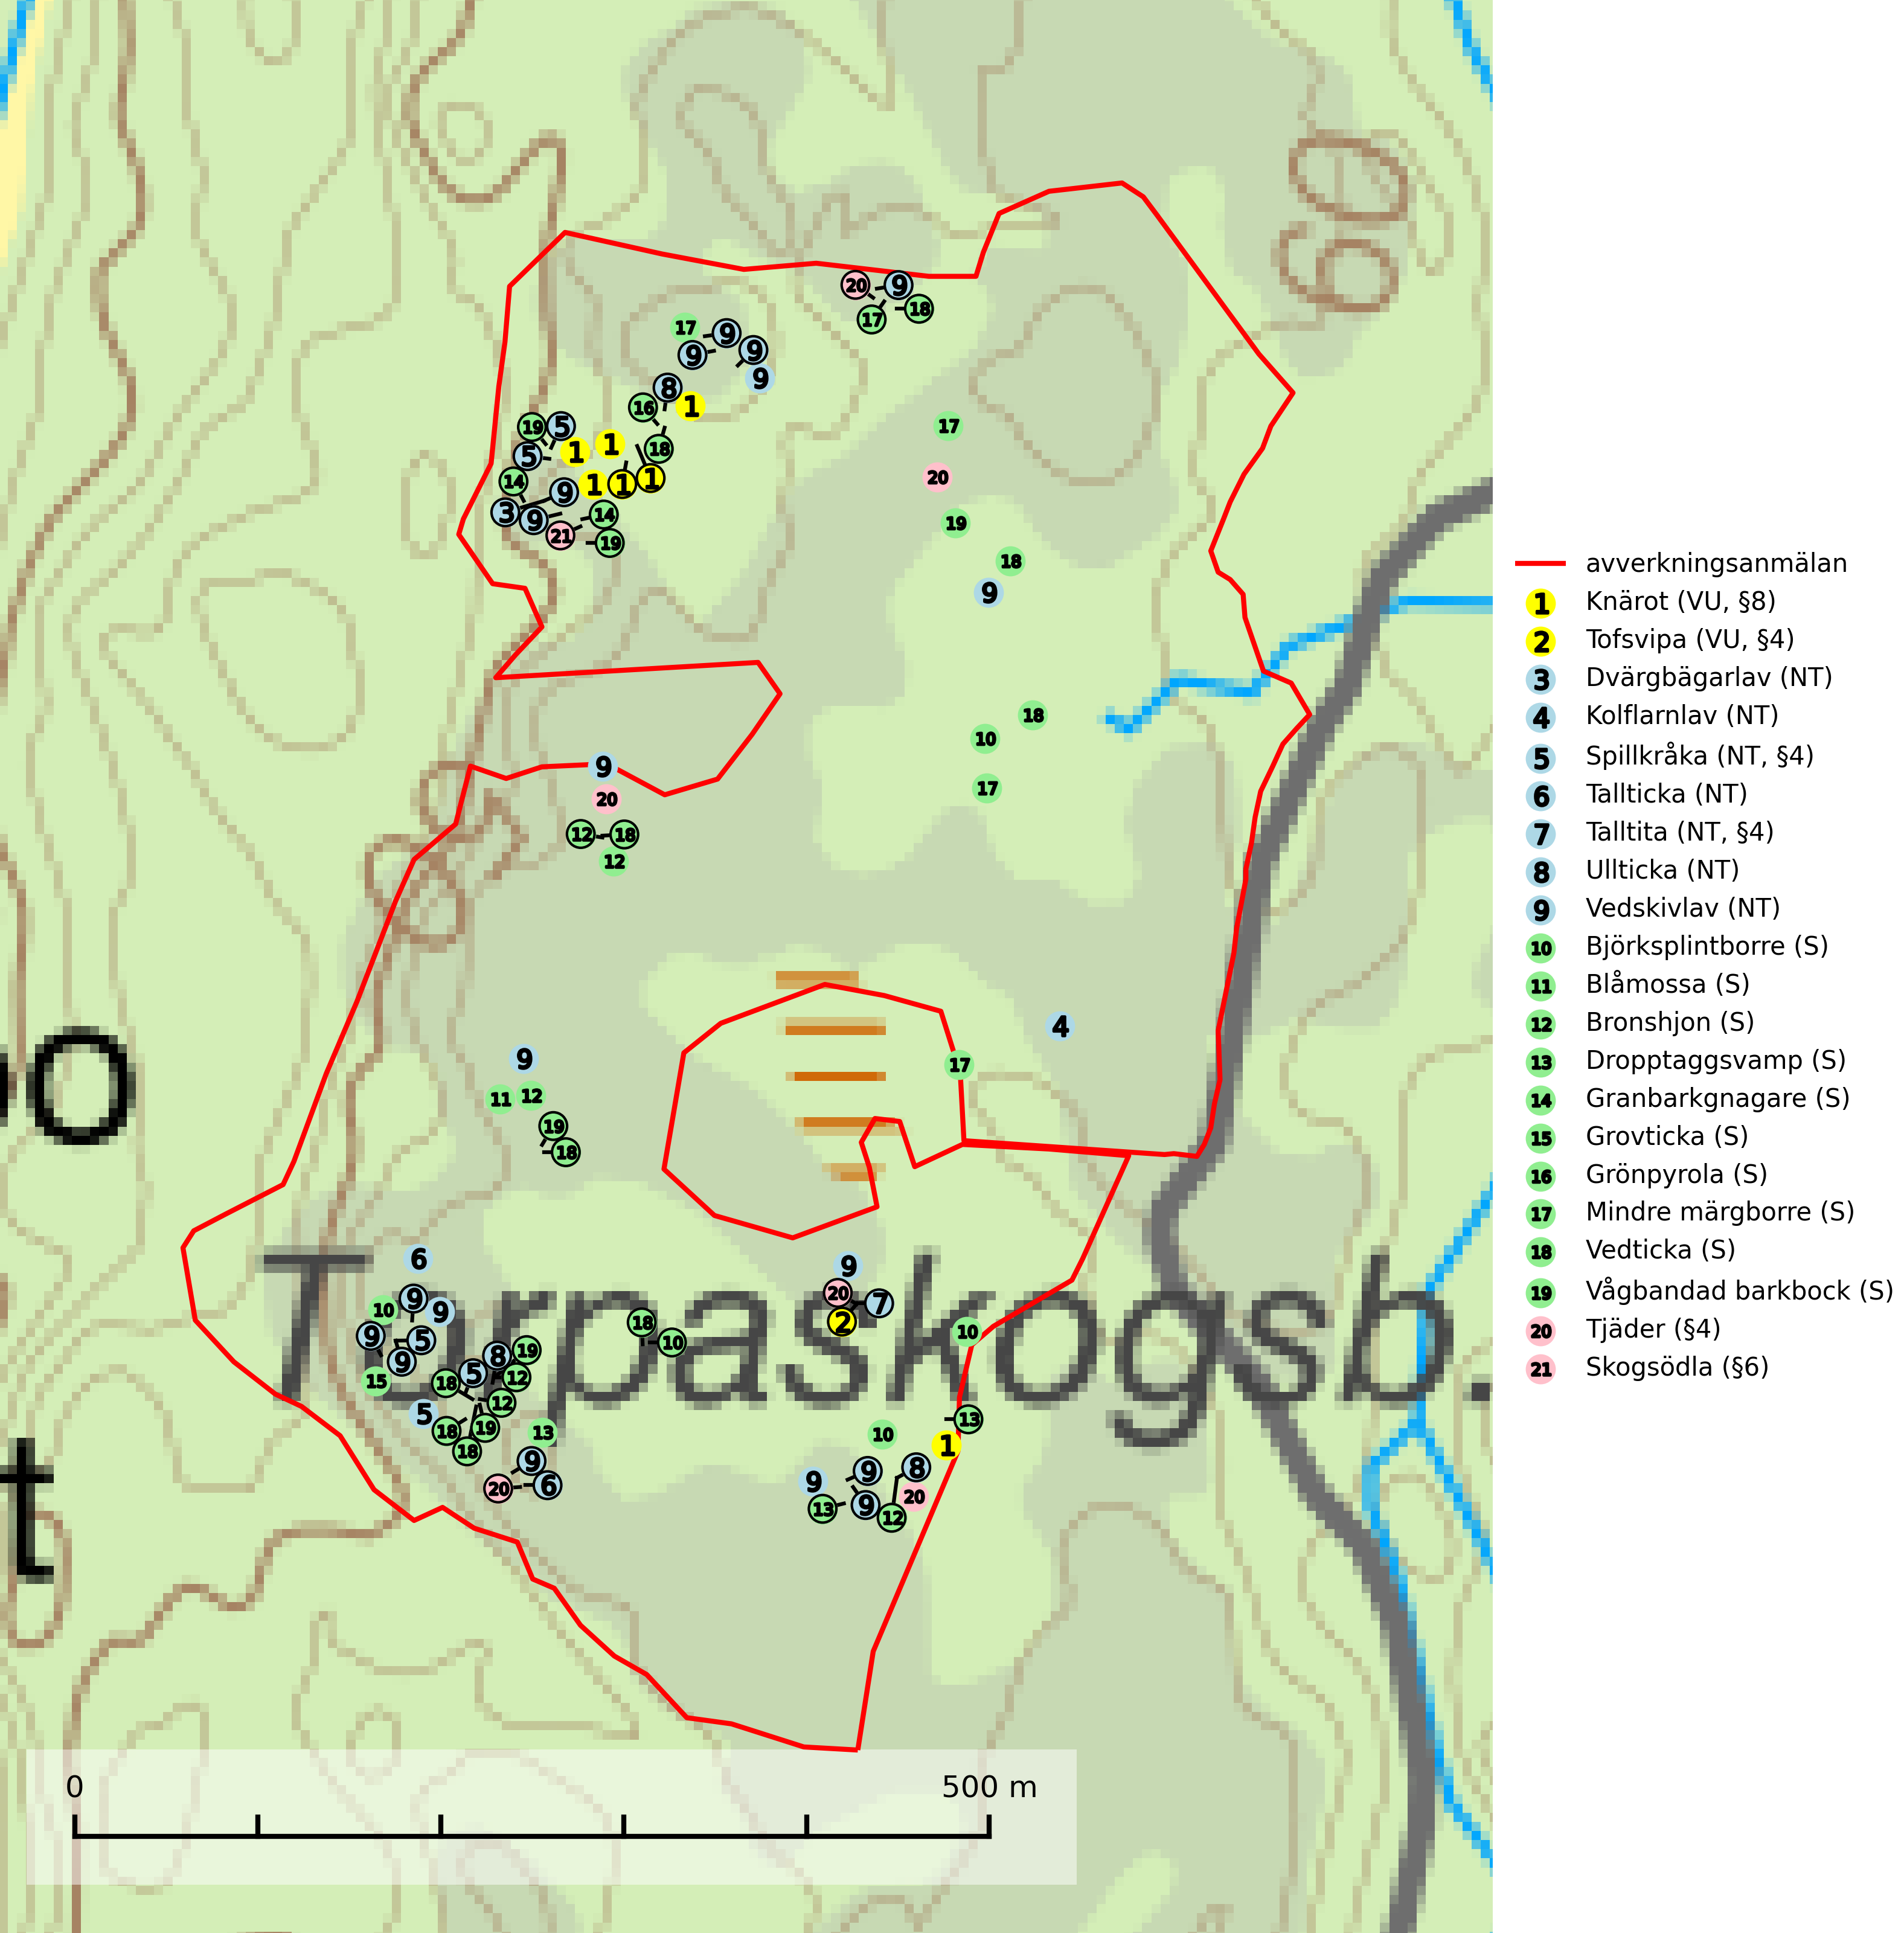 60
o
t
Turpaskogsb.
0 500 m
avverkningsanmälan
1 Knärot (VU, §8)
2 Tofsvipa (VU, §4)
3 Dvärgbägarlav (NT)
4 Kolflarnlav (NT)
5 Spillkråka (NT, §4)
6 Tallticka (NT)
7 Talltita (NT, §4)
8 Ullticka (NT)
9 Vedskivlav (NT)
10 Björksplintborre (S)
11 Blåmossa (S)
12 Bronshjon (S)
13 Dropptaggsvamp (S)
14 Granbarkgnagare (S)
15 Grovticka (S)
16 Grönpyrola (S)
17 Mindre märgborre (S)
18 Vedticka (S)
19 Vågbandad barkbock (S)
20 Tjäder (§4)
21 Skogsödla (§6)